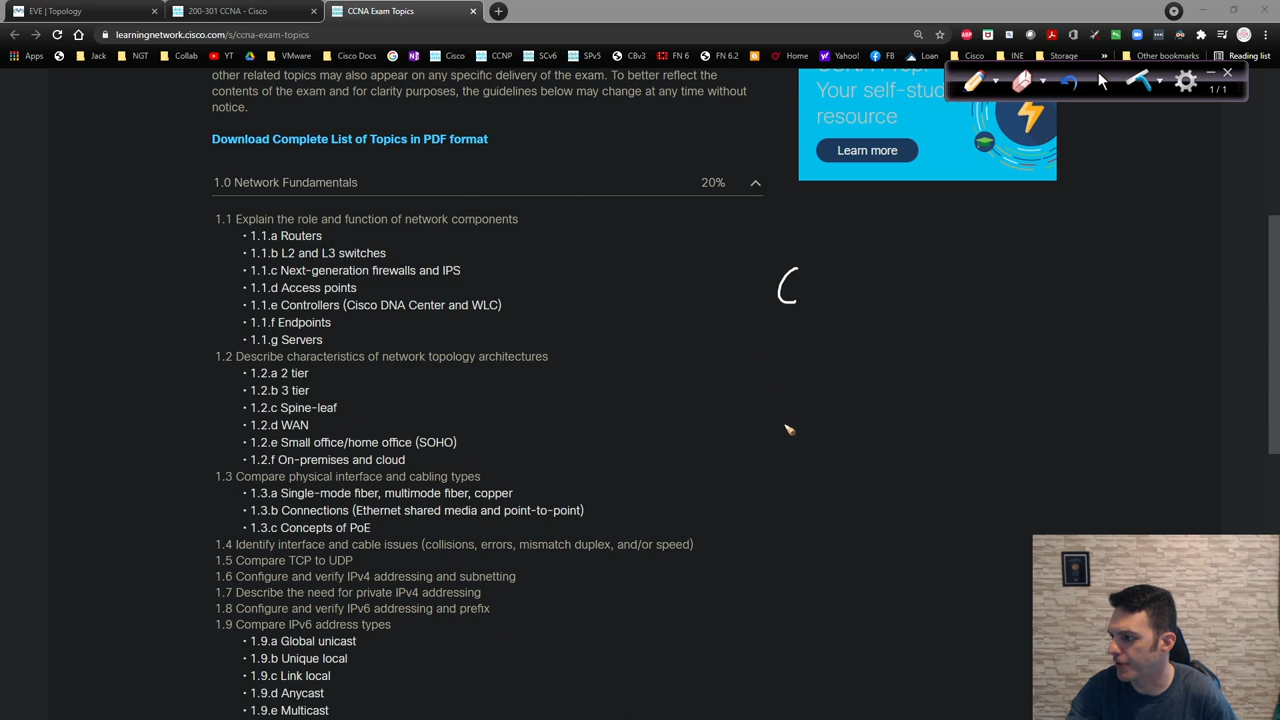 EVE | Topology
200-301 CCNA - Cisco
CCNA Exam Topics
learningnetwork.cisco.com/s/ccna-exam-topics
Apps
Jack
NGT
Collab
YT
VMware
Cisco Docs
FB
Cisco
CCNP
SCv6
SPv5
CBv3
FN 6
FN 6.2
Home
Yahoo!
FB
Loan
Cisco
INE
Storage
Other bookmarks
Reading list
other related topics may also appear on any specific delivery of the exam. To better reflect the
contents of the exam and for clarity purposes, the guidelines below may change at any time without
notice.
Download Complete List of Topics in PDF format
1.0 Network Fundamentals 20%
1.1 Explain the role and function of network components
• 1.1.a Routers
• 1.1.b L2 and L3 switches
• 1.1.c Next-generation firewalls and IPS
• 1.1.d Access points
• 1.1.e Controllers (Cisco DNA Center and WLC)
• 1.1.f Endpoints
• 1.1.g Servers
1.2 Describe characteristics of network topology architectures
• 1.2.a 2 tier
• 1.2.b 3 tier
• 1.2.c Spine-leaf
• 1.2.d WAN
• 1.2.e Small office/home office (SOHO)
• 1.2.f On-premises and cloud
1.3 Compare physical interface and cabling types
• 1.3.a Single-mode fiber, multimode fiber, copper
• 1.3.b Connections (Ethernet shared media and point-to-point)
• 1.3.c Concepts of PoE
1.4 Identify interface and cable issues (collisions, errors, mismatch duplex, and/or speed)
1.5 Compare TCP to UDP
1.6 Configure and verify IPv4 addressing and subnetting
1.7 Describe the need for private IPv4 addressing
1.8 Configure and verify IPv6 addressing and prefix
1.9 Compare IPv6 address types
• 1.9.a Global unicast
• 1.9.b Unique local
• 1.9.c Link local
• 1.9.d Anycast
• 1.9.e Multicast
Your self-stud
resource
Learn more
1 / 1
C